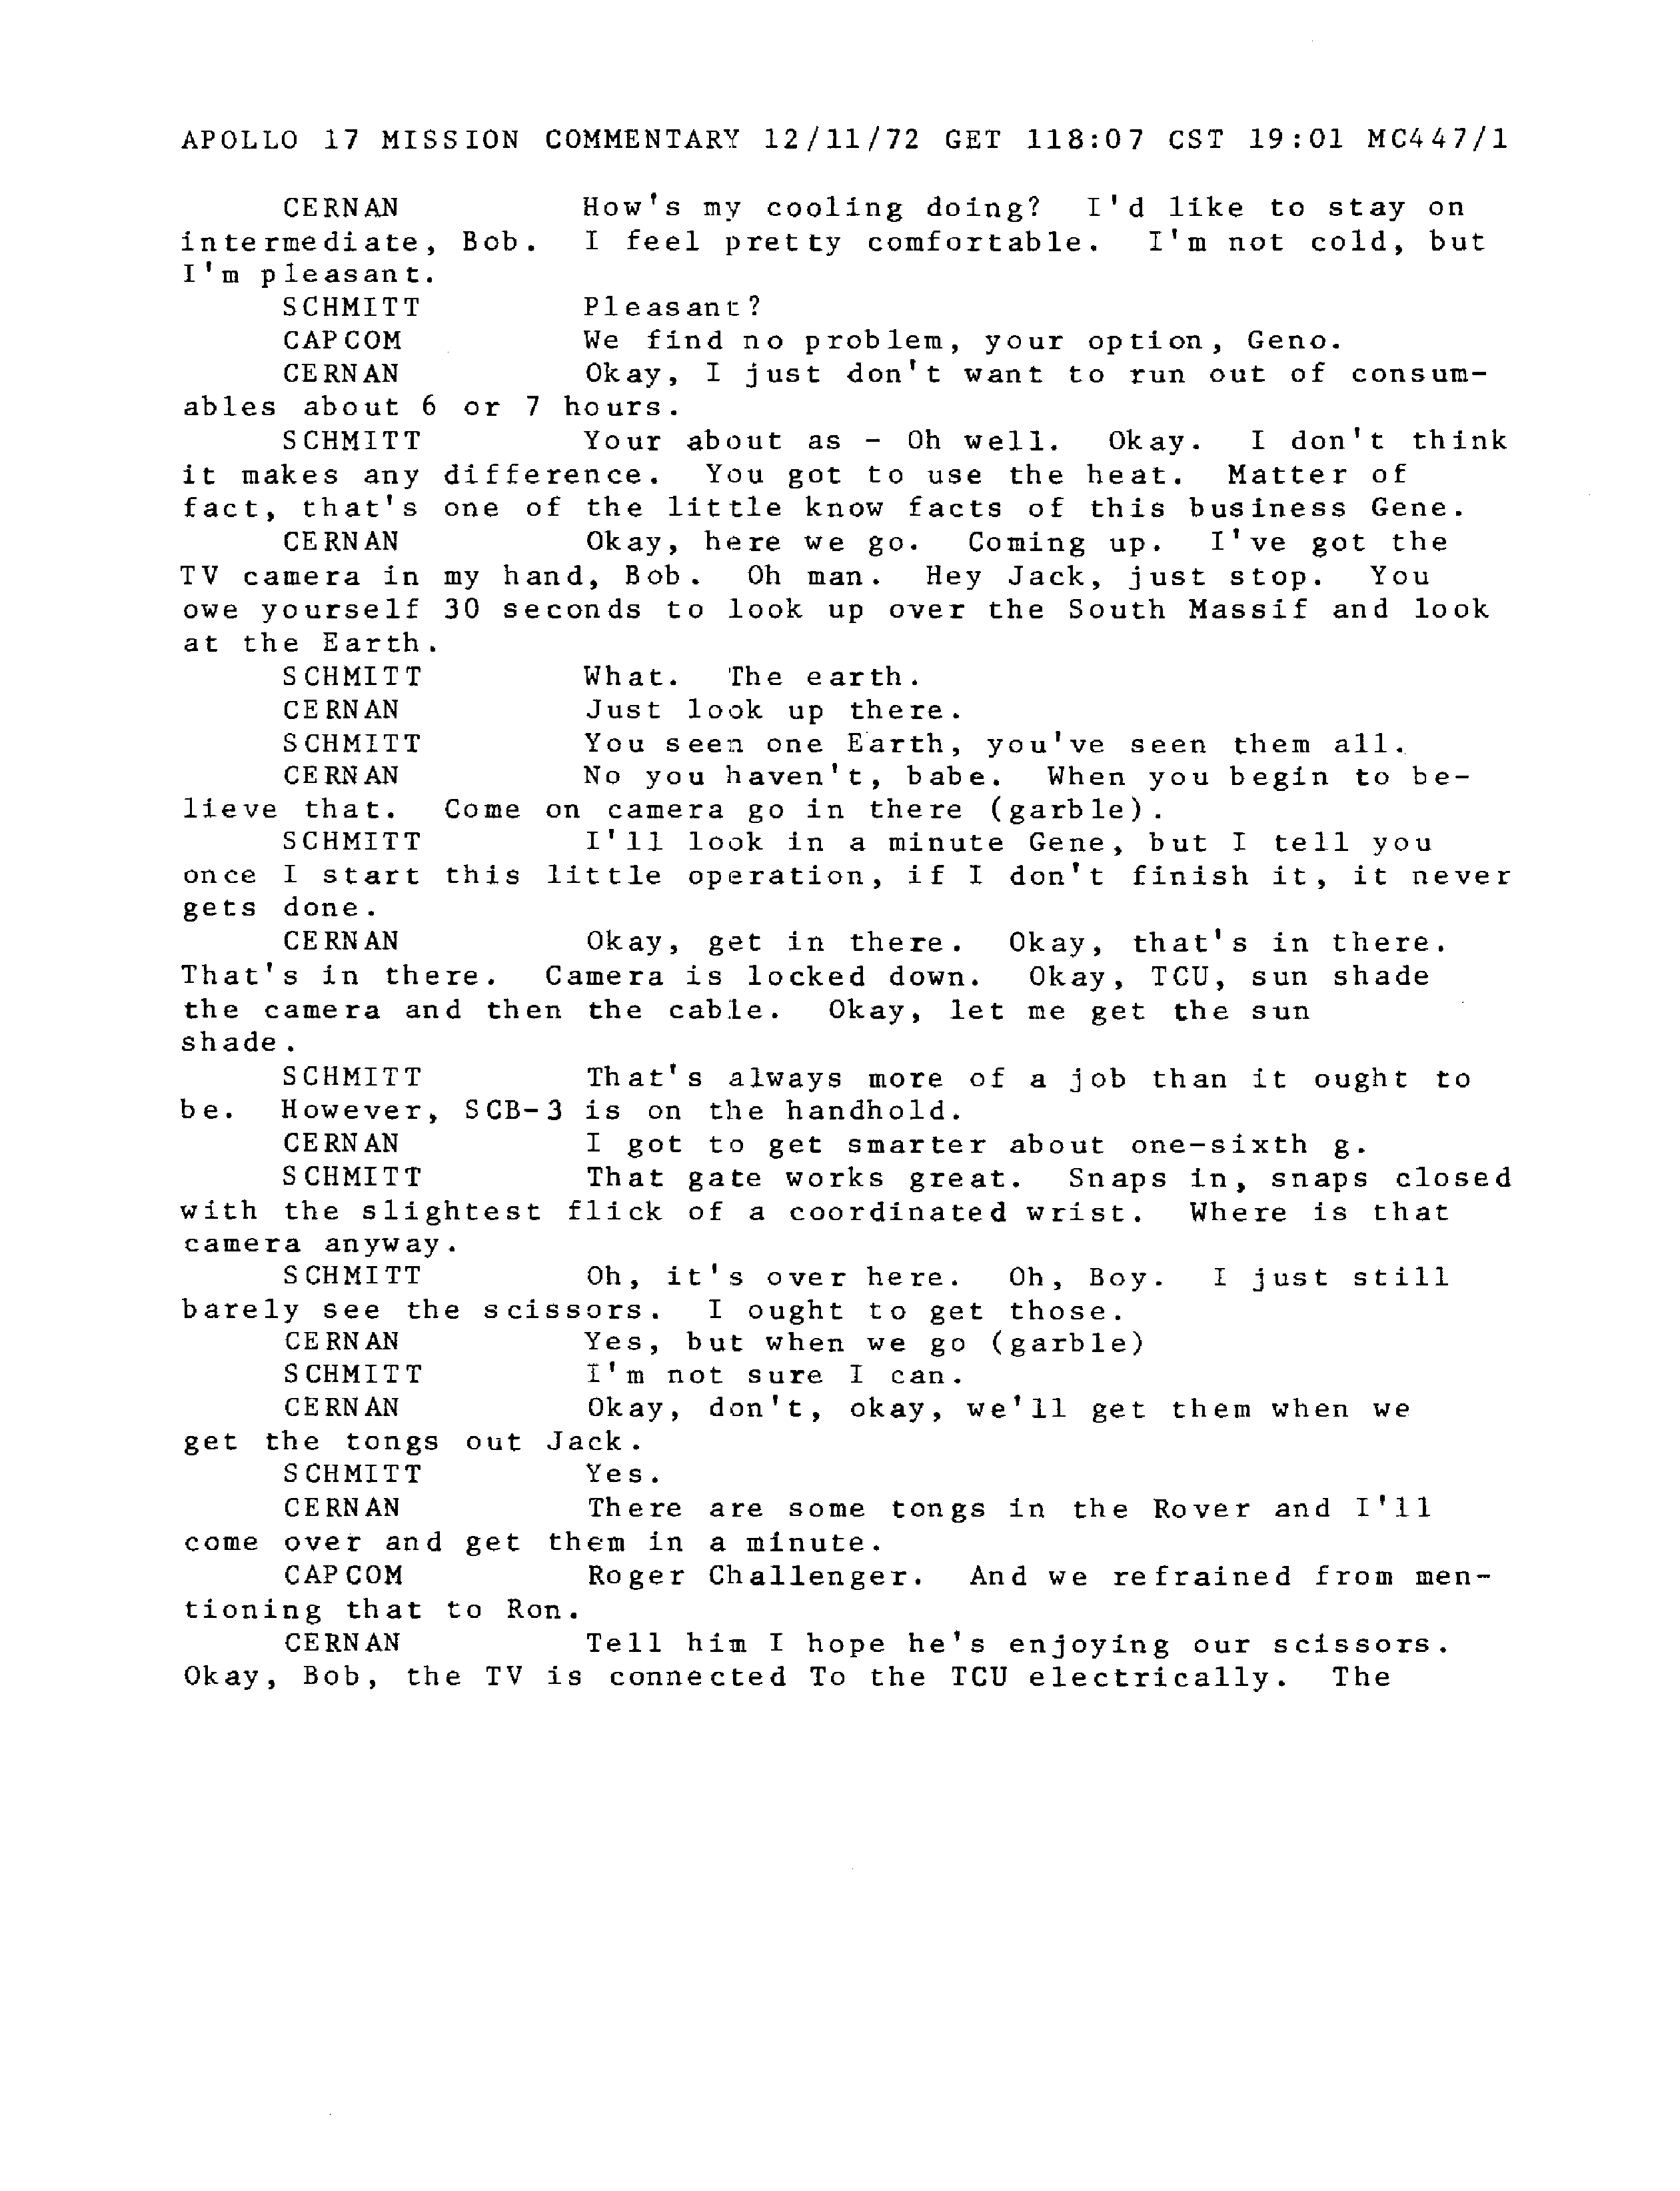 APOLLO 17 MISSION COMMENTARY 12/11/72 GET 118:07 CST 19:01 MC447/1
CERNAN How's my cooling doing? I'd like to stay on
intermediate, Bob. I feel pretty comfortable. I'm not cold, but
I'm pleasant.
SCHMITT Pleasant?
CAPCOM We find no problem, your option, Geno.
CERNAN Okay, I just don't want to run out of consum-
ables about 6 or 7 hours.
SCHMITT Your about as - Oh well. Okay. I don't think
it makes any difference. You got to use the heat. Matter of
fact, that's one of the little know facts of this business Gene.
CERNAN Okay, here we go. Coming up. I've got the
TV camera in my hand, Bob. Oh man. Hey Jack, just stop. You
owe yourself 30 seconds to look up over the South Massif and look
at the Earth.
SCHMITT What. The earth.
CERNAN Just look up there.
SCHMITT You seen one Earth, you've seen them all.
CERNAN No you haven't, babe. When you begin to be-
lieve that. Come on camera go in there (garble).
SCHMITT I'll look in a minute Gene, but I tell you
once I start this little operation, if I don't finish it, it never
gets done.
CERNAN Okay, get in there. Okay, that's in there.
That's in there. Camera is locked down. Okay, TCU, sun shade
the camera and then the cable. Okay, let me get the sun
shade.
SCHMITT That's always more of a job than it ought to
be. However, SCB-3 is on the handhold.
CERNAN I got to get smarter about one-sixth g.
SCHMITT That gate works great. Snaps in, snaps closed
with the slightest flick of a coordinated wrist. Where is that
camera anyway.
SCHMITT Oh, it's over here. Oh, Boy. I just still
barely see the scissors. I ought to get those.
CERNAN Yes, but when we go (garble)
SCHMITT I'm not sure I can.
CERNAN Okay, don't, okay, we'll get them when we
get the tongs out Jack.
SCHMITT Yes.
CERNAN There are some tongs in the Rover and I'll
come over and get them in a minute.
CAPCOM Roger Challenger. And we refrained from men-
tioning that to Ron.
CERNAN Tell him I hope he's enjoying our scissors.
Okay, Bob, the TV is connected To the TCU electrically. The